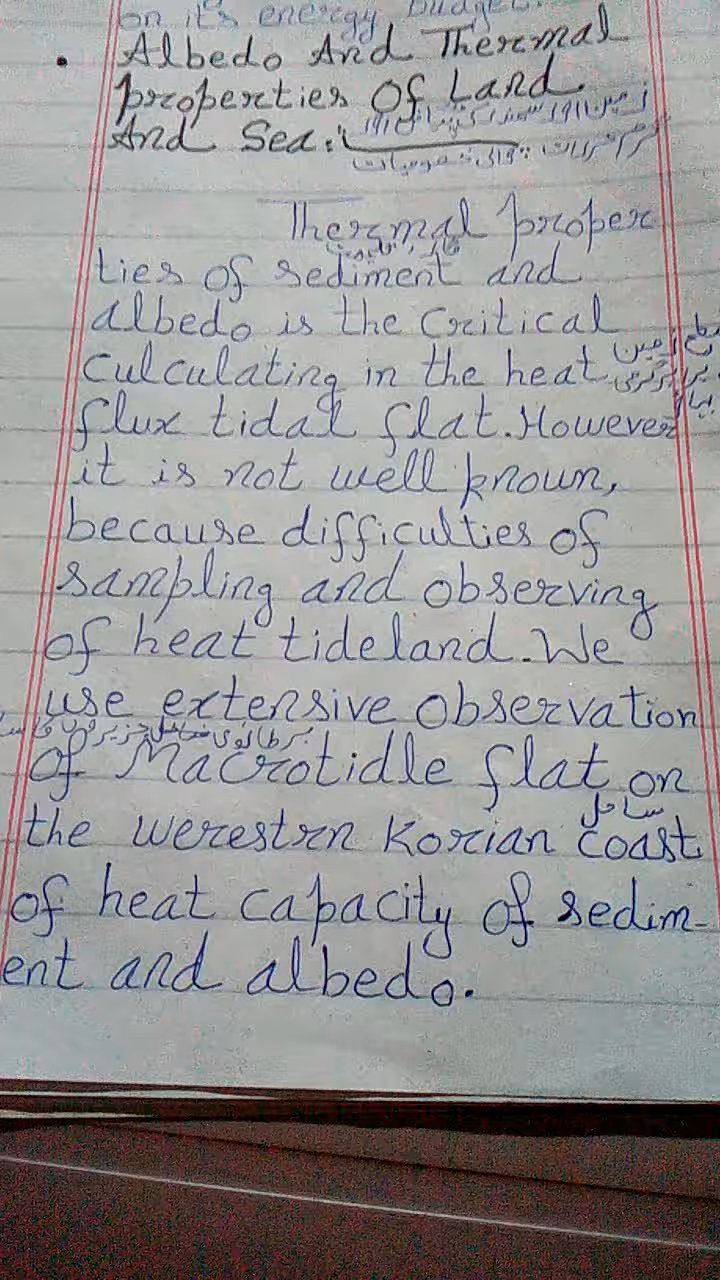 on it's energy budget.
• Albedo And Thermal
properties Of Land
And Sea:
Thermal proper
ties of sediment and
albedo is the critical
culculating in the heat
flux tidal flat. However
it is not well known,
because difficulties of
sampling and observing
of heat tideland. We
use extensive observation
of Macrotidle flat on
ساحل
the werestrn Korian coast
of heat capacity of sedim-
ent and albedo.